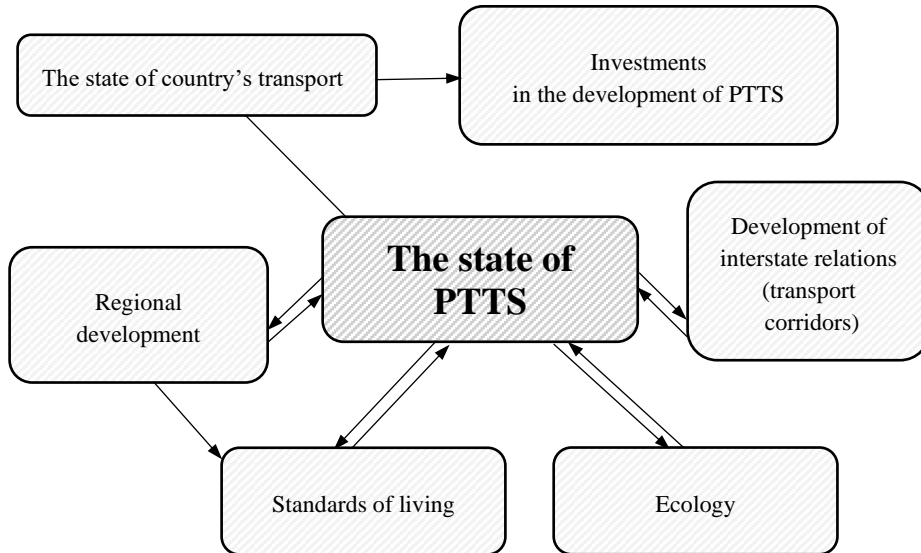 The state of country’s transport
Investments
in the development of PTTS
The state of
PTTS
Development of
interstate relations
(transport
corridors)
Regional
development
Standards of living
Ecology